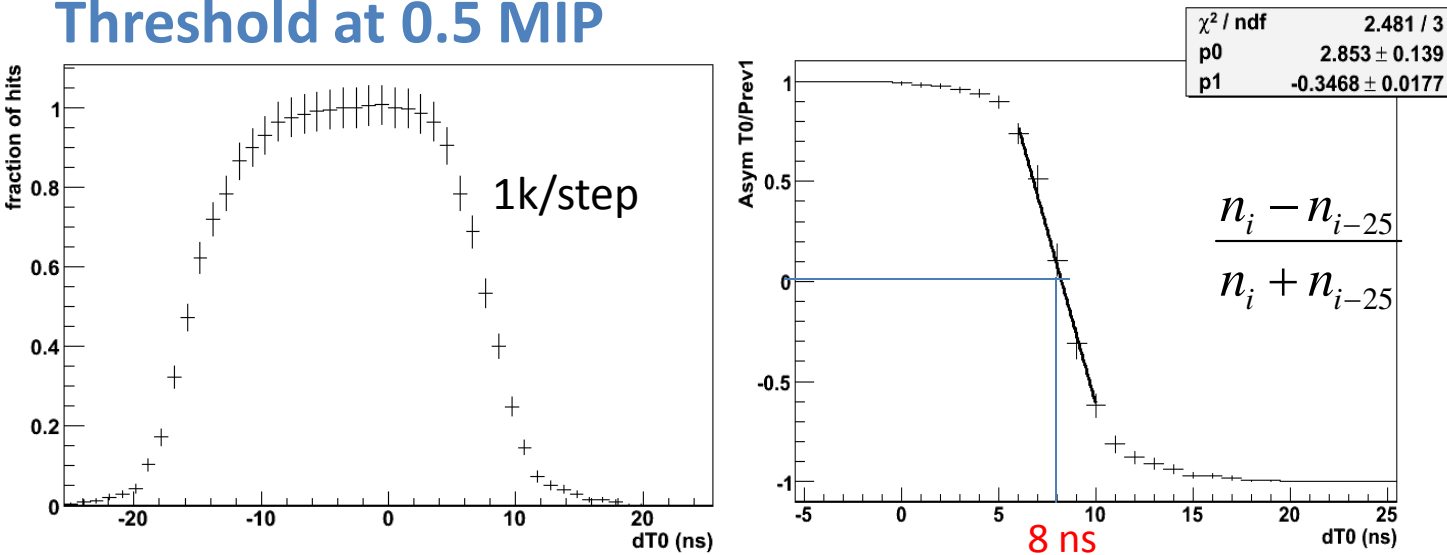 Threshold at 0.5 MIP
fraction of hits
1
0.8
0.6
0.4
0.2
0
-20
-10
0
10
20
dT0 (ns)
1k/step
χ² / ndf 2.481 / 3
p0 2.853 ± 0.139
p1 -0.3468 ± 0.0177
Asym T0/Prev1
1
0.5
0
-0.5
-1
-5
0
5
10
15
20
25
dT0 (ns)
8 ns
n_i − n_{i−25}
n_i + n_{i−25}